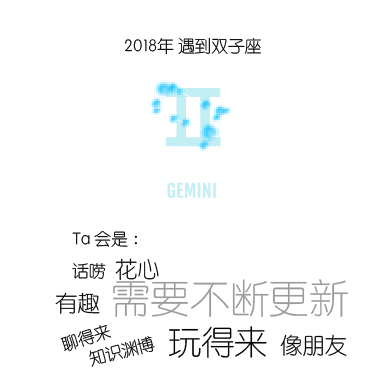 2018年 遇到双子座
GEMINI
Ta 会是：
话唠 花心
有趣 需要不断更新
聊得来 知识渊博 玩得来 像朋友